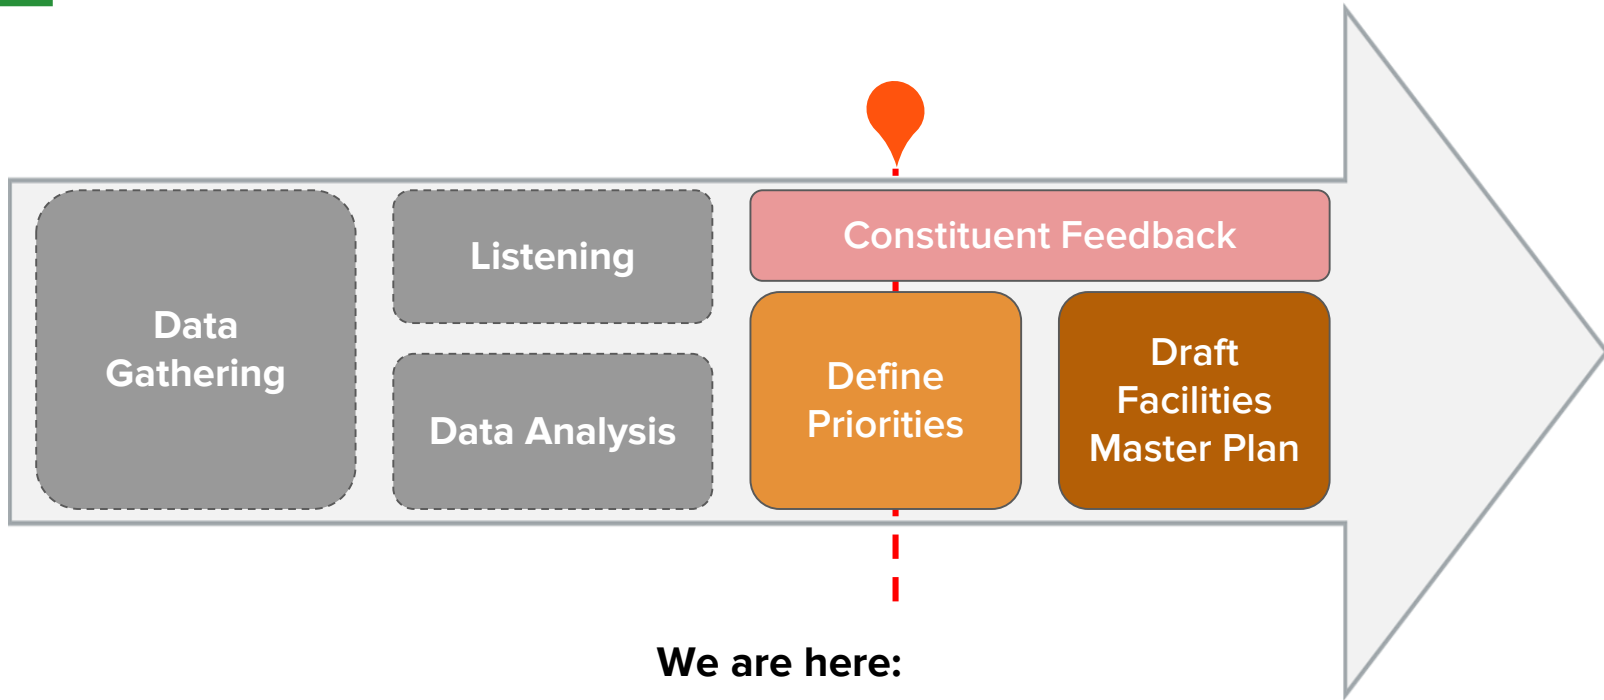 Data
Gathering
Listening
Data Analysis
Constituent Feedback
Define
Priorities
Draft
Facilities
Master Plan
We are here: